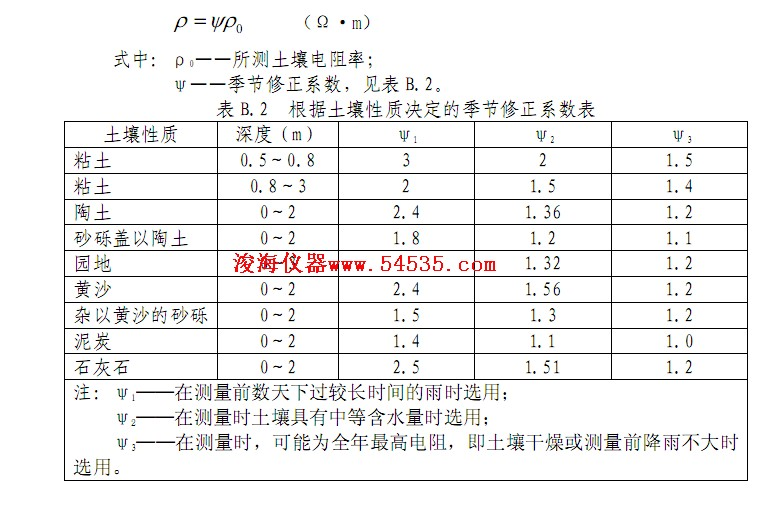 ρ=ψρ₀ （Ω·m）
式中：ρ₀——所测土壤电阻率；
ψ——季节修正系数，见表 B.2。
表 B.2 根据土壤性质决定的季节修正系数表
土壤性质 深度（m） ψ₁ ψ₂ ψ₃
粘土 0.5～0.8 3 2 1.5
粘土 0.8～3 2 1.5 1.4
陶土 0～2 2.4 1.36 1.2
砂砾盖以陶土 0～2 1.8 1.2 1.1
园地 1.32 1.2
浚海仪器www.54535.com
黄沙 0～2 2.4 1.56 1.2
杂以黄沙的砂砾 0～2 1.5 1.3 1.2
泥炭 0～2 1.4 1.1 1.0
石灰石 0～2 2.5 1.51 1.2
注：ψ₁——在测量前数天下过较长时间的雨时选用；
ψ₂——在测量时土壤具有中等含水量时选用；
ψ₃——在测量时，可能为全年最高电阻，即土壤干燥或测量前降雨不大时
选用。